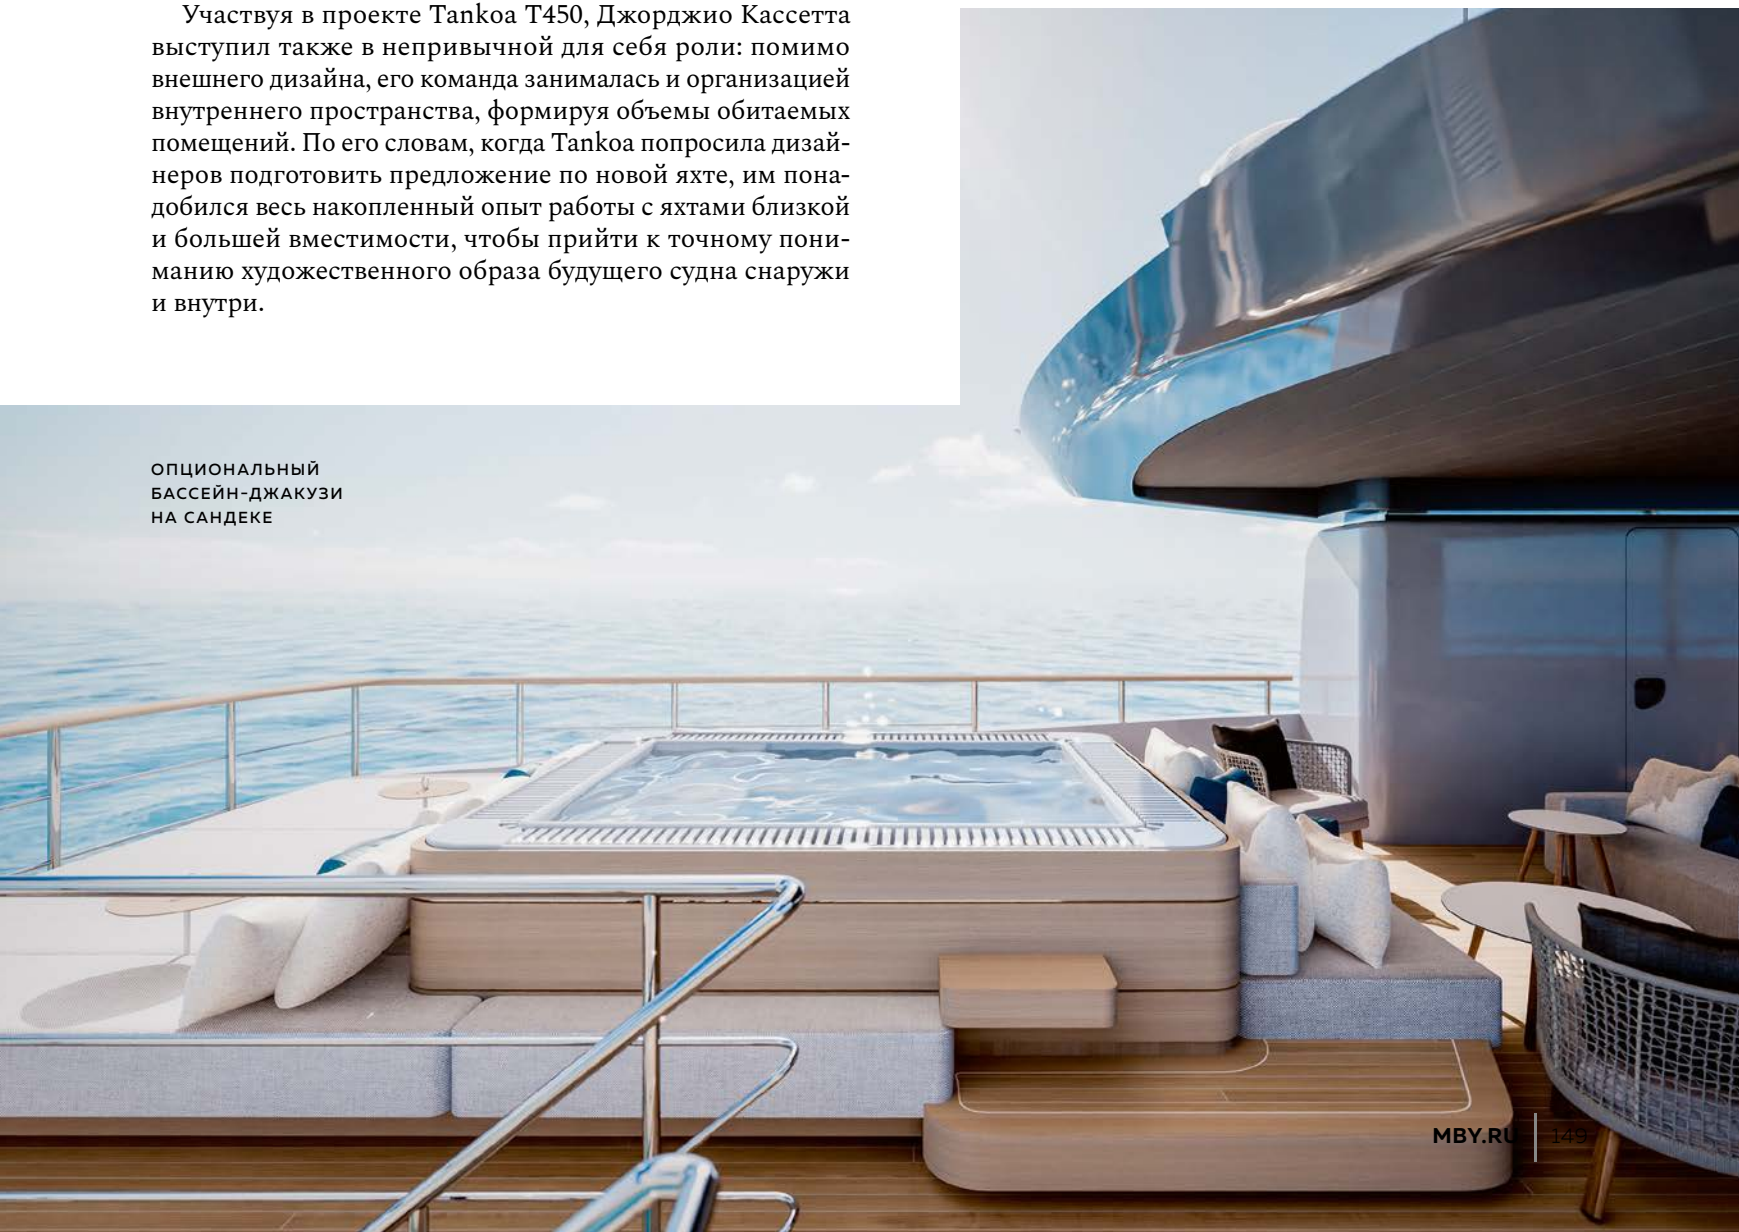 Участвуя в проекте Tankoa T450, Джорджио Кассетта
выступил также в непривычной для себя роли: помимо
внешнего дизайна, его команда занималась и организацией
внутреннего пространства, формируя объемы обитаемых
помещений. По его словам, когда Tankoa попросила дизай-
неров подготовить предложение по новой яхте, им пона-
добился весь накопленный опыт работы с яхтами близкой
и большей вместимости, чтобы прийти к точному пони-
манию художественного образа будущего судна снаружи
и внутри.
ОПЦИОНАЛЬНЫЙ
БАССЕЙН-ДЖАКУЗИ
НА САНДЕКЕ
MBY.RU 149